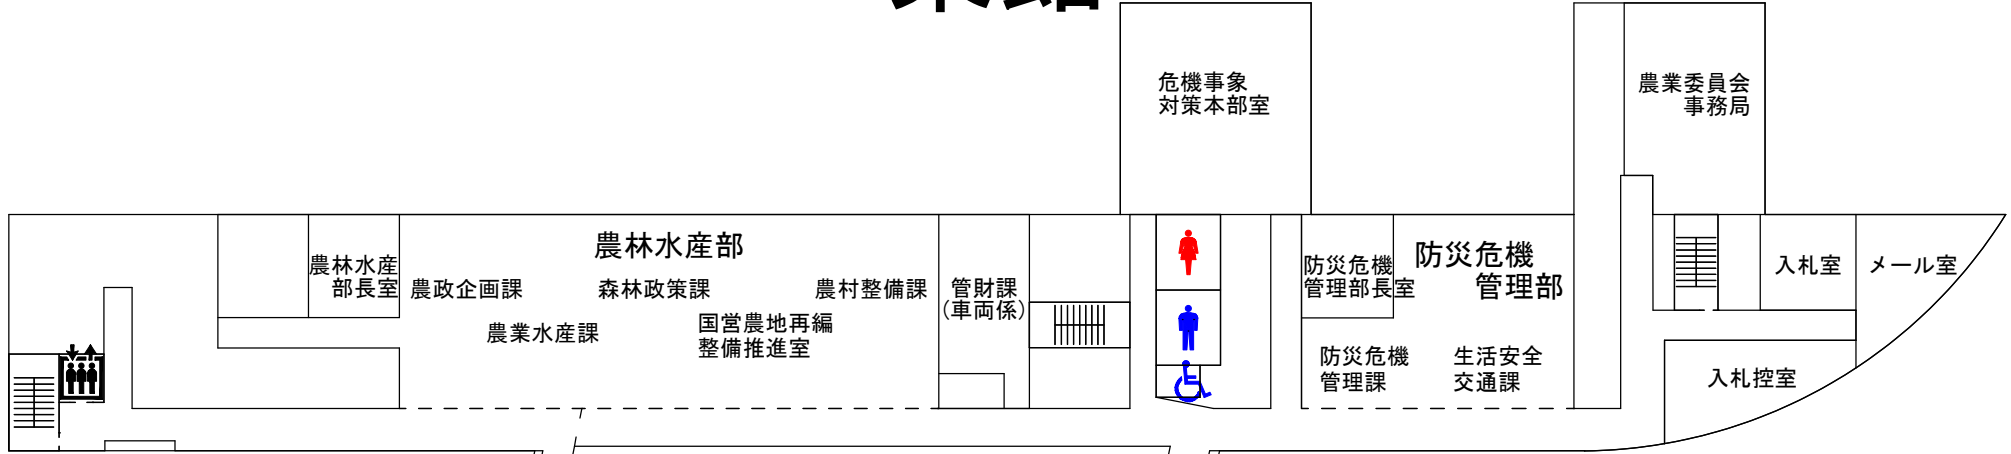 危機事象
対策本部室
農業委員会
事務局
農林水産
部長室
農林水産部
農政企画課
森林政策課
農村整備課
農業水産課
国営農地再編
整備推進室
管財課
(車両係)
防災危機
管理部長室
防災危機
管理部
防災危機
管理課
生活安全
交通課
入札室
メール室
入札控室